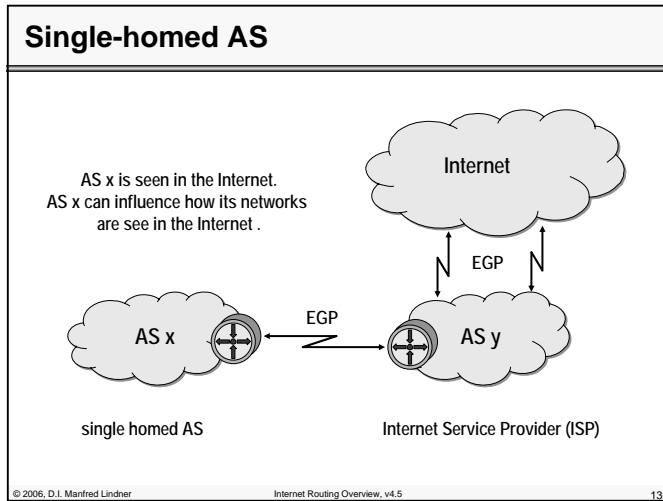 Single-homed AS
AS x is seen in the Internet.
AS x can influence how its networks
are see in the Internet .
Internet
EGP
EGP
AS x
AS y
single homed AS
Internet Service Provider (ISP)
© 2006, D.I. Manfred Lindner
Internet Routing Overview, v4.5
13